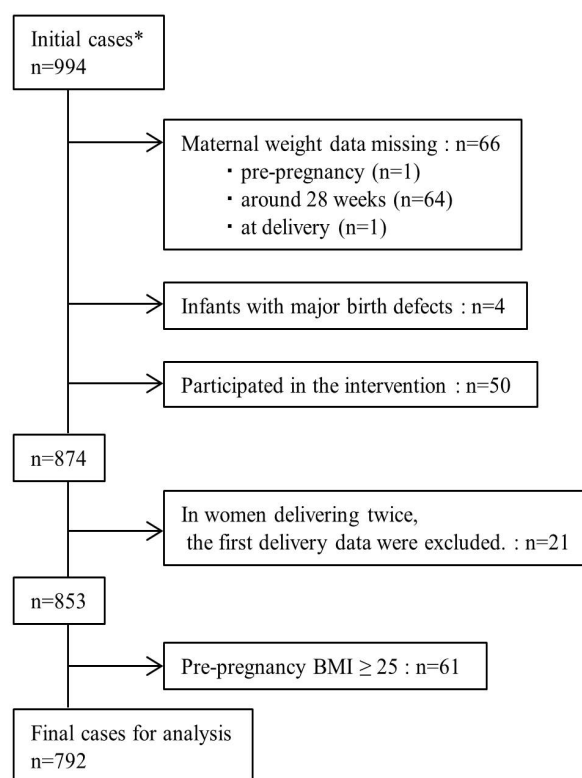 Initial cases*
n=994
Maternal weight data missing : n=66
・ pre-pregnancy (n=1)
・ around 28 weeks (n=64)
・ at delivery (n=1)
Infants with major birth defects : n=4
Participated in the intervention : n=50
n=874
In women delivering twice,
the first delivery data were excluded. : n=21
n=853
Pre-pregnancy BMI ≥ 25 : n=61
Final cases for analysis
n=792